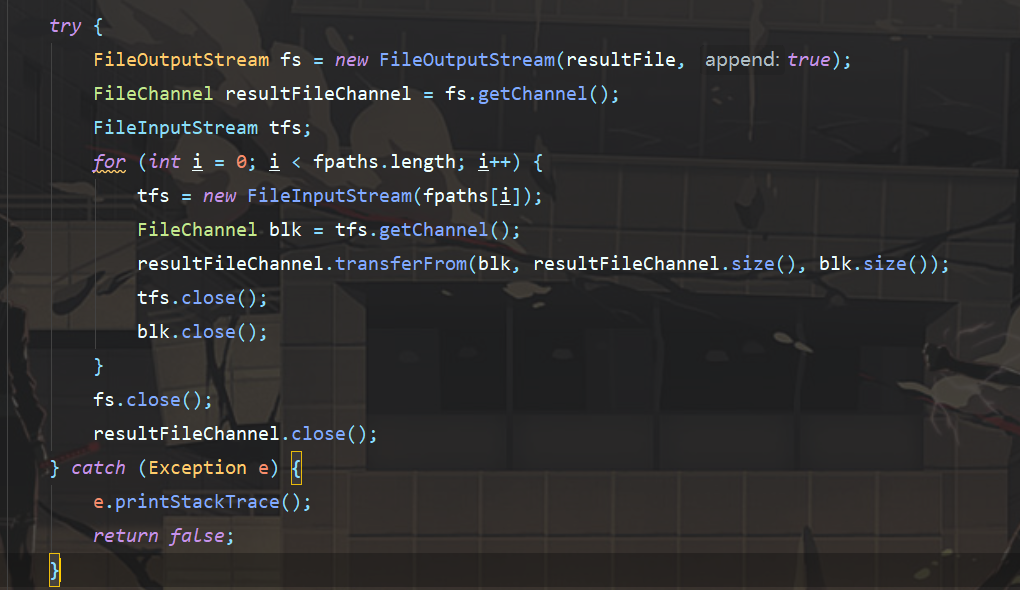 try {
FileOutputStream fs = new FileOutputStream(resultFile, append: true);
FileChannel resultFileChannel = fs.getChannel();
FileInputStream tfs;
for (int i = 0; i < fpaths.length; i++) {
tfs = new FileInputStream(fpaths[i]);
FileChannel blk = tfs.getChannel();
resultFileChannel.transferFrom(blk, resultFileChannel.size(), blk.size());
tfs.close();
blk.close();
}
fs.close();
resultFileChannel.close();
} catch (Exception e) {
e.printStackTrace();
return false;
}